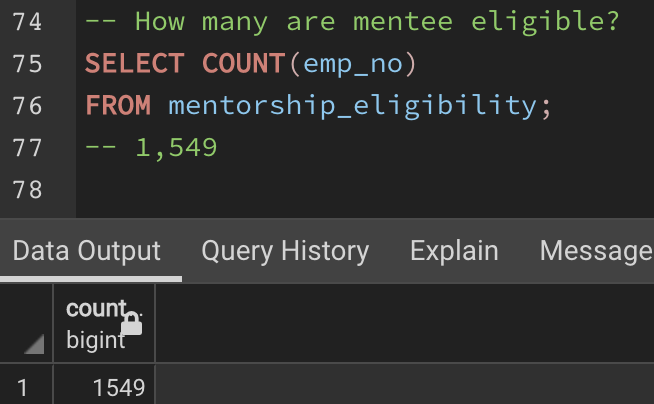 74 -- How many are mentee eligible?
75 SELECT COUNT(emp_no)
76 FROM mentorship_eligibility;
77 -- 1,549
78
Data Output Query History Explain Message
count
bigint
1 1549